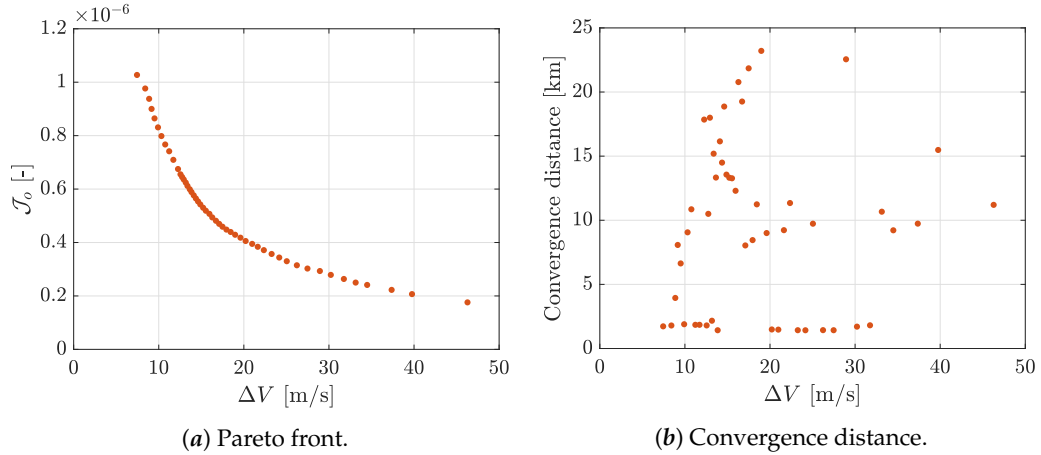 ×10⁻⁶
1.2
1
0.8
0.6
0.4
0.2
0
0 10 20 30 40 50
𝒥ₒ [-]
ΔV [m/s]
(a) Pareto front.
25
20
15
10
5
0
0 10 20 30 40 50
Convergence distance [km]
ΔV [m/s]
(b) Convergence distance.